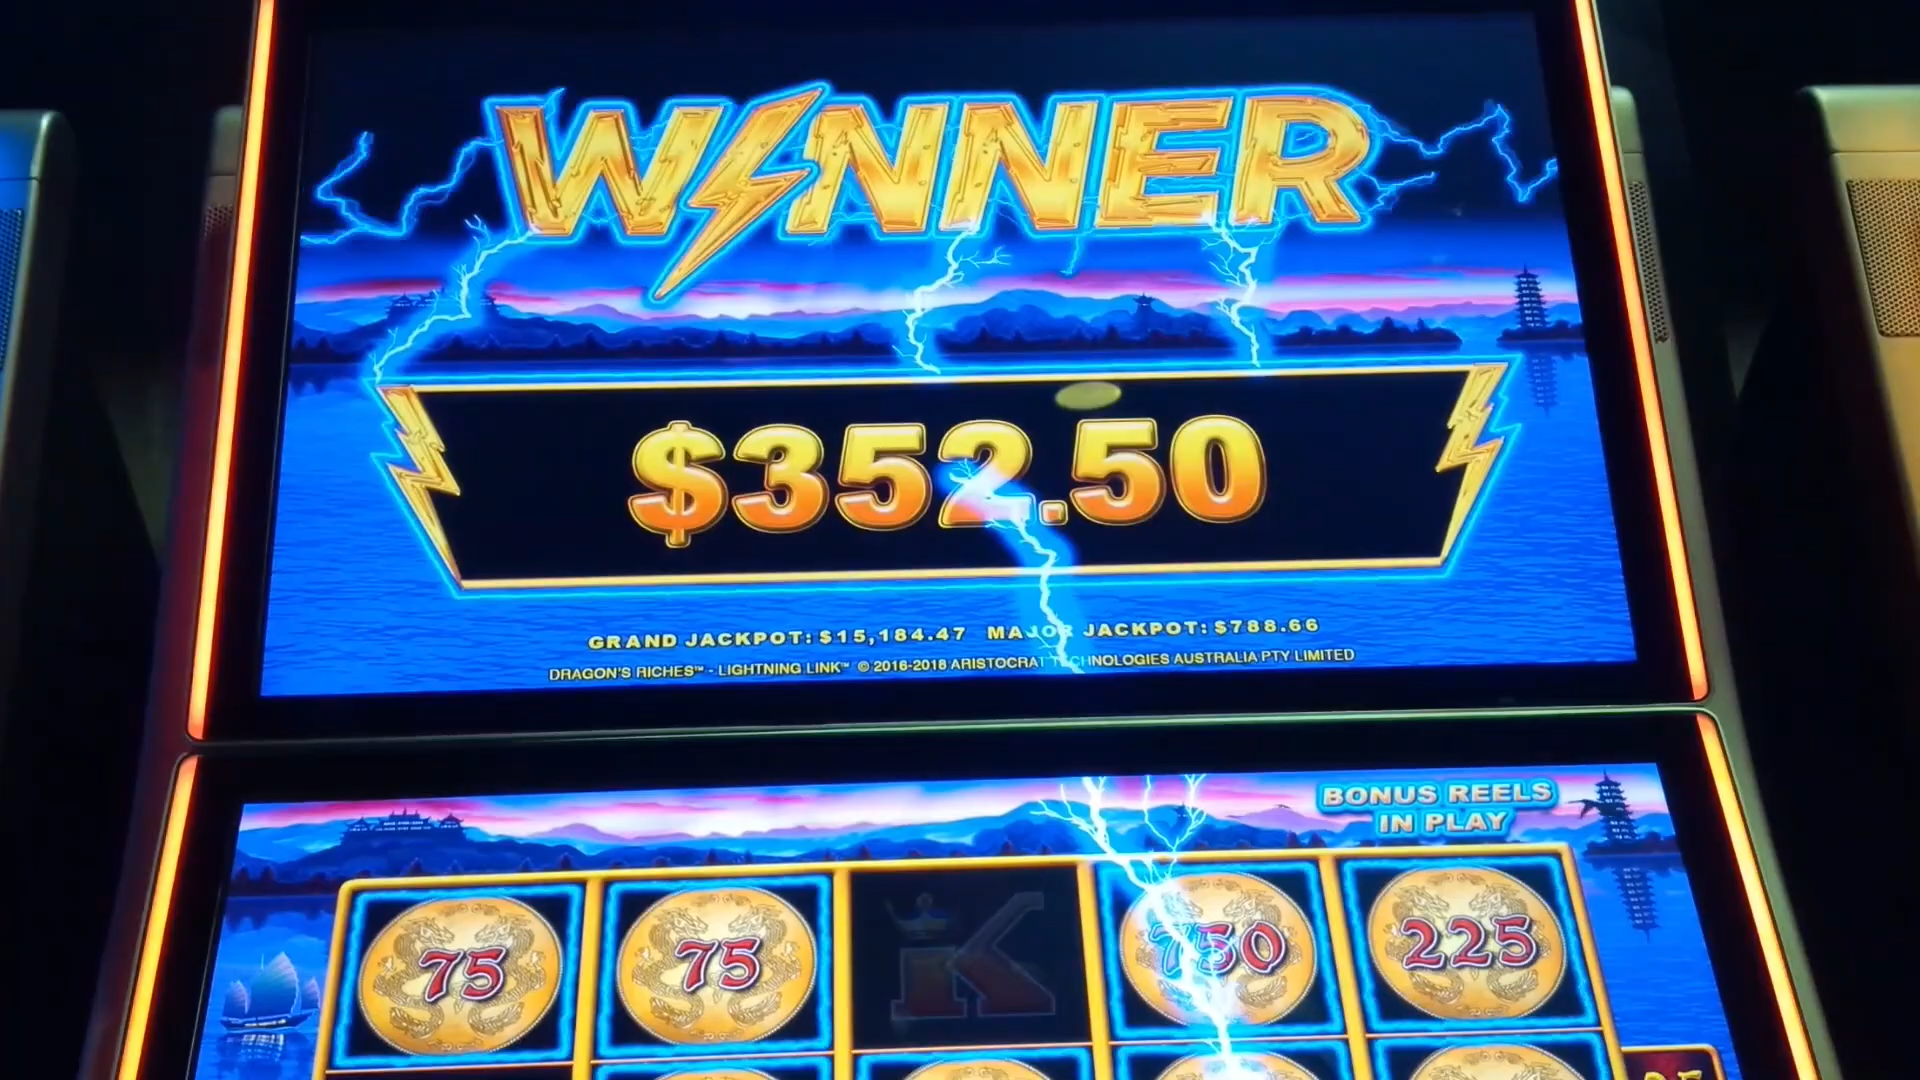 WINNER
$352.50
GRAND JACKPOT: $15,184.47 MAJOR JACKPOT: $788.66
DRAGON'S RICHES™ - LIGHTNING LINK™ © 2016-2018 ARISTOCRAT TECHNOLOGIES AUSTRALIA PTY LIMITED
BONUS REELS
IN PLAY
75 75 K 750 225